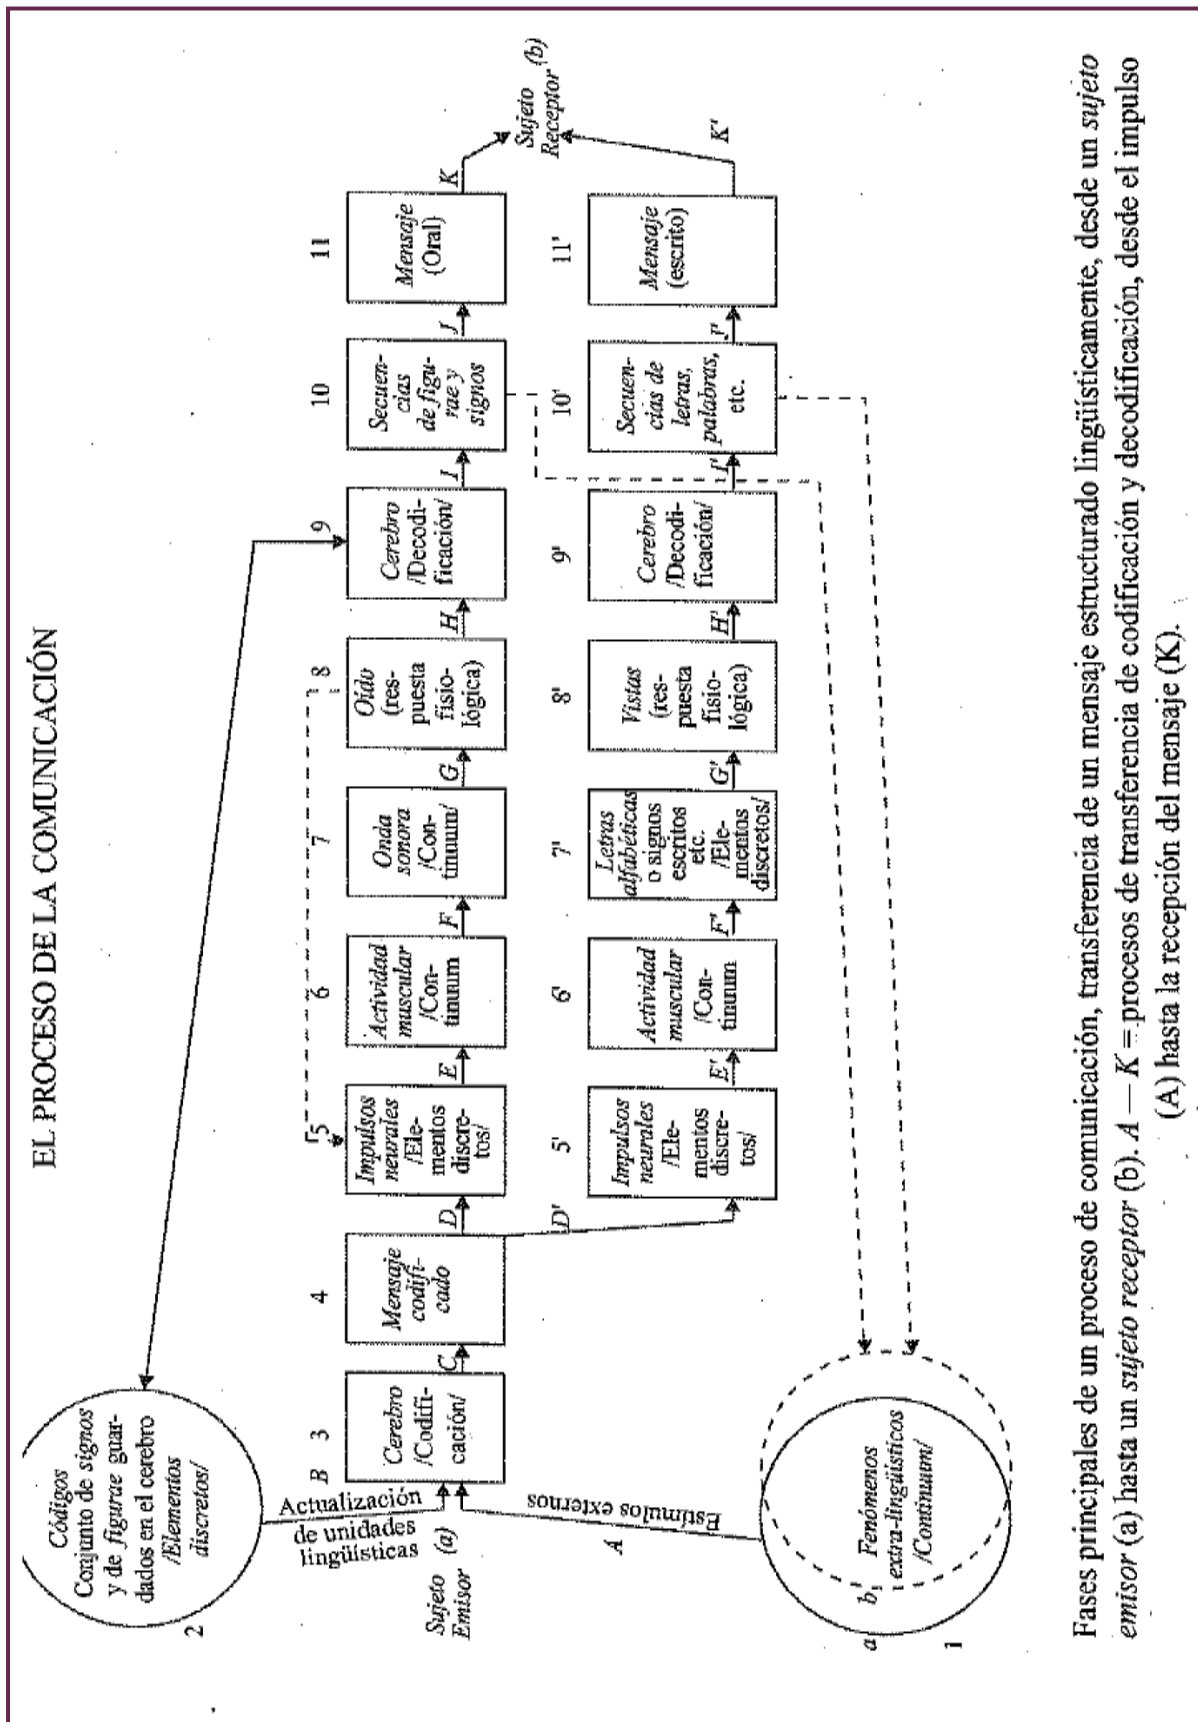 EL PROCESO DE LA COMUNICACIÓN
Códigos
Conjunto de signos
y de figurae guar-
dados en el cerebro
/Elementos
discretos/
2
Actualización
de unidades
lingüísticas
Sujeto (a)
Emisor
B
3
Cerebro
/Codifi-
cación/
C
4
Mensaje
codifi-
cado
D
5
Impulsos
neurales
/Ele-
mentos
discre-
tos/
E
6
Actividad
muscular
/Con-
tinuum
F
7
Onda
sonora
/Con-
tinuum/
G
8
Oído
(res-
puesta
fisio-
lógica)
H
9
Cerebro
/Decodi-
ficación/
I
10
Secuen-
cias
de figu-
rae y
signos
J
11
Mensaje
(Oral)
K
Sujeto
Receptor (b)
D'
5'
Impulsos
neurales
/Ele-
mentos
discre-
tos/
E'
6'
Actividad
muscular
/Con-
tinuum
F'
7'
Letras
alfabéticas
o signos
escritos
etc.
/Ele-
mentos
discretos/
G'
8'
Vistas
(res-
puesta
fisio-
lógica)
H'
9'
Cerebro
/Decodi-
ficación/
I'
10'
Secuen-
cias de
letras,
palabras,
etc.
J'
11'
Mensaje
(escrito)
K'
Estímulos externos
A
a
b
Fenómenos
extra-lingüísticos
/Continuum/
1
Fases principales de un proceso de comunicación, transferencia de un mensaje estructurado lingüísticamente, desde un sujeto
emisor (a) hasta un sujeto receptor (b). A — K = procesos de transferencia de codificación y decodificación, desde el impulso
(A) hasta la recepción del mensaje (K).